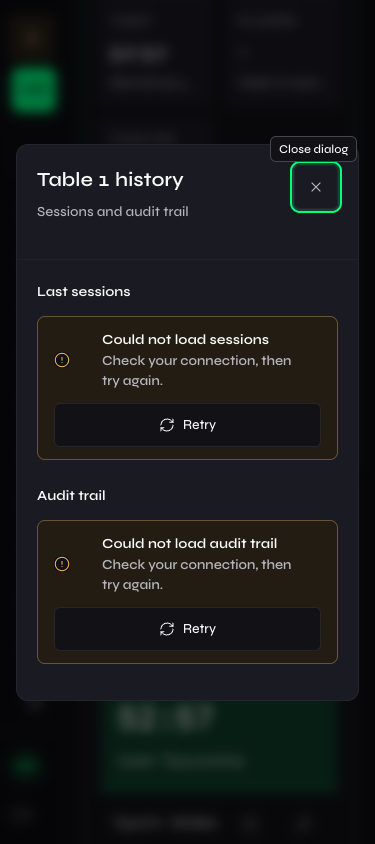 Close dialog
Table 1 history
Sessions and audit trail
Last sessions
Could not load sessions
Check your connection, then
try again.
Retry
Audit trail
Could not load audit trail
Check your connection, then
try again.
Retry